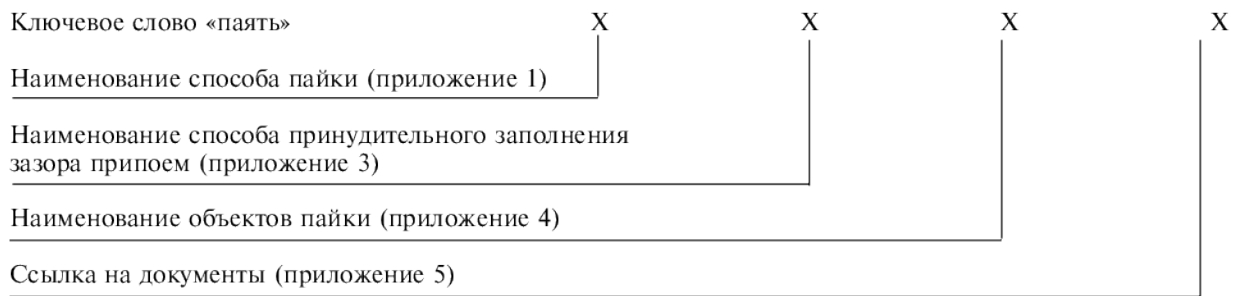 Ключевое слово «паять» X X X X
Наименование способа пайки (приложение 1)
Наименование способа принудительного заполнения
зазора припоем (приложение 3)
Наименование объектов пайки (приложение 4)
Ссылка на документы (приложение 5)